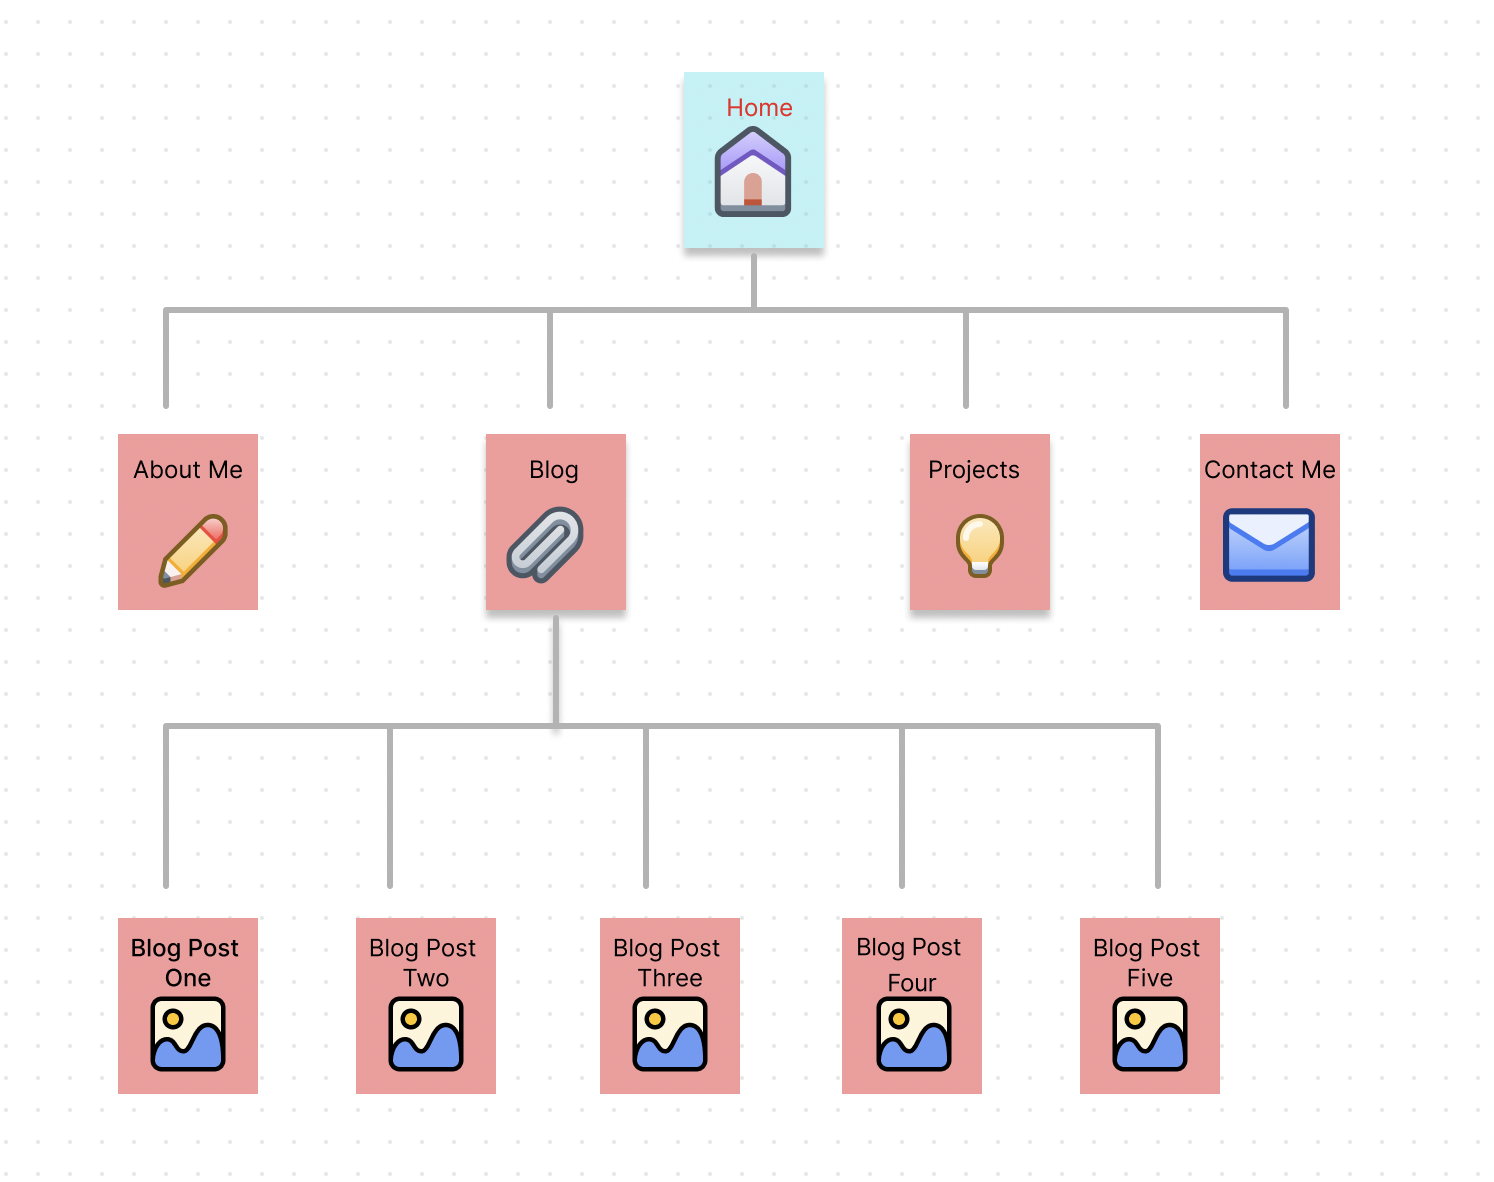 Home
About Me
Blog
Projects
Contact Me
Blog Post
One
Blog Post
Two
Blog Post
Three
Blog Post
Four
Blog Post
Five